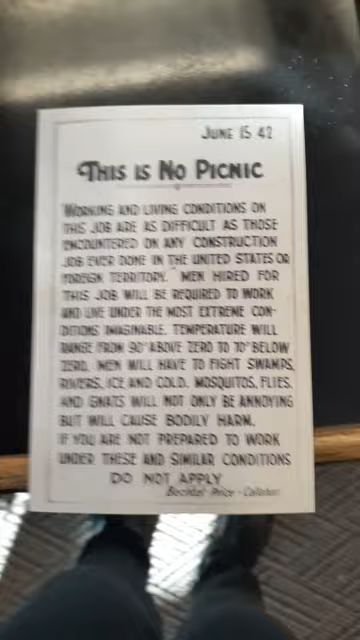 JUNE 15 42
THIS IS NO PICNIC
"WORKING AND LIVING CONDITIONS ON
THIS JOB ARE AS DIFFICULT AS THOSE
ENCOUNTERED ON ANY CONSTRUCTION
JOB EVER DONE IN THE UNITED STATES OR
FOREIGN TERRITORY." MEN HIRED FOR
THIS JOB WILL BE REQUIRED TO WORK
AND LIVE UNDER THE MOST EXTREME CON-
DITIONS IMAGINABLE. TEMPERATURE WILL
RANGE FROM 90° ABOVE ZERO TO 70° BELOW
ZERO. MEN WILL HAVE TO FIGHT SWAMPS,
RIVERS, ICE AND COLD. MOSQUITOS, FLIES,
AND GNATS WILL NOT ONLY BE ANNOYING
BUT WILL CAUSE BODILY HARM.
IF YOU ARE NOT PREPARED TO WORK
UNDER THESE AND SIMILAR CONDITIONS
DO NOT APPLY
Bechtel - Price - Callahan